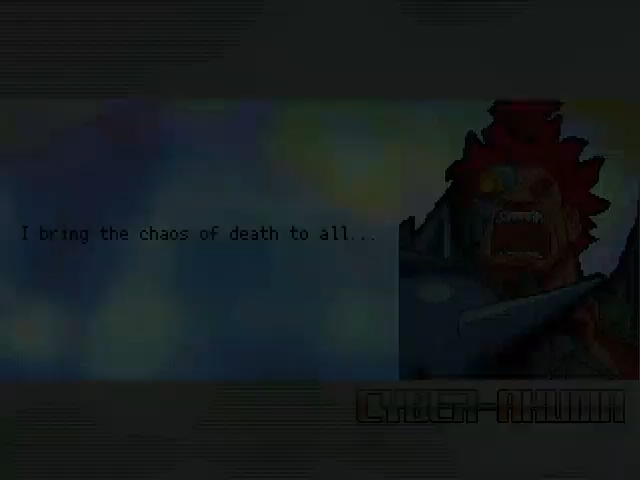 I bring the chaos of death to all...
CYBER-AKUMA